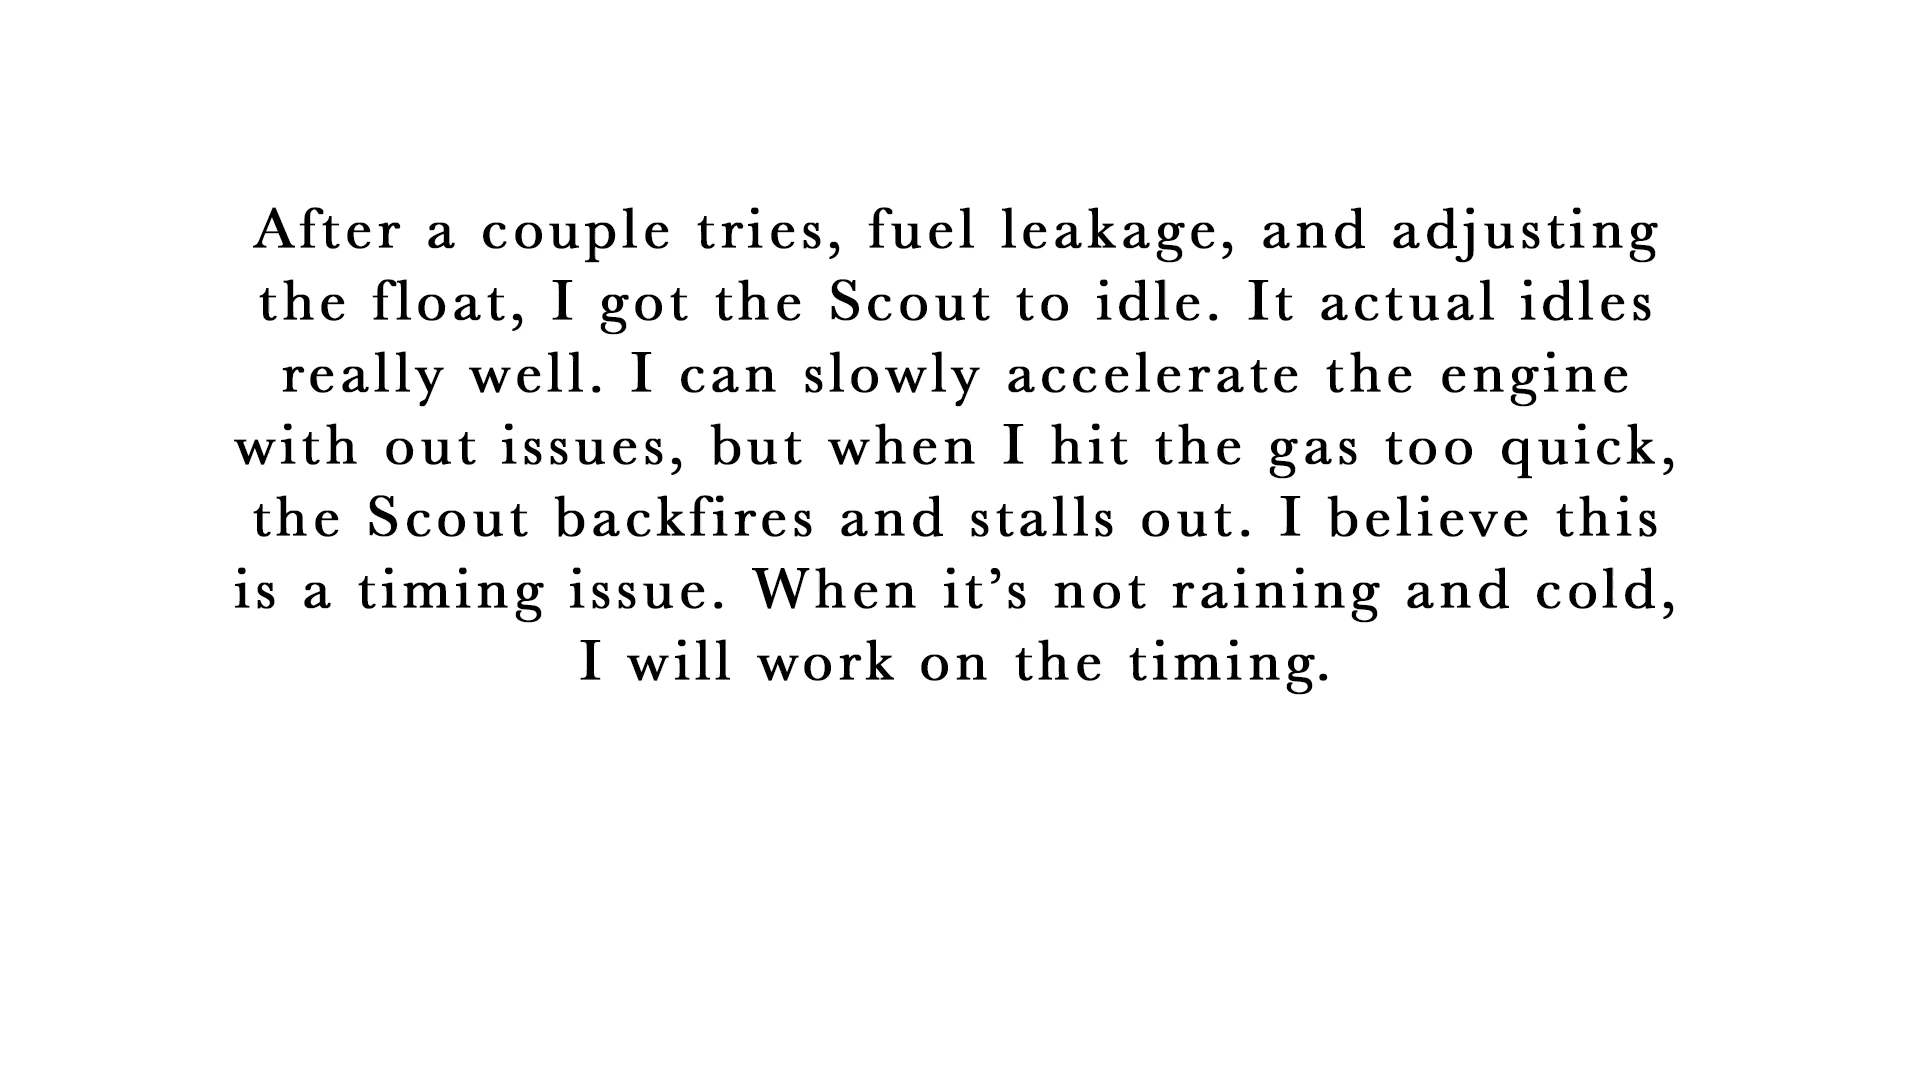 After a couple tries, fuel leakage, and adjusting
the float, I got the Scout to idle. It actual idles
really well. I can slowly accelerate the engine
with out issues, but when I hit the gas too quick,
the Scout backfires and stalls out. I believe this
is a timing issue. When it’s not raining and cold,
I will work on the timing.